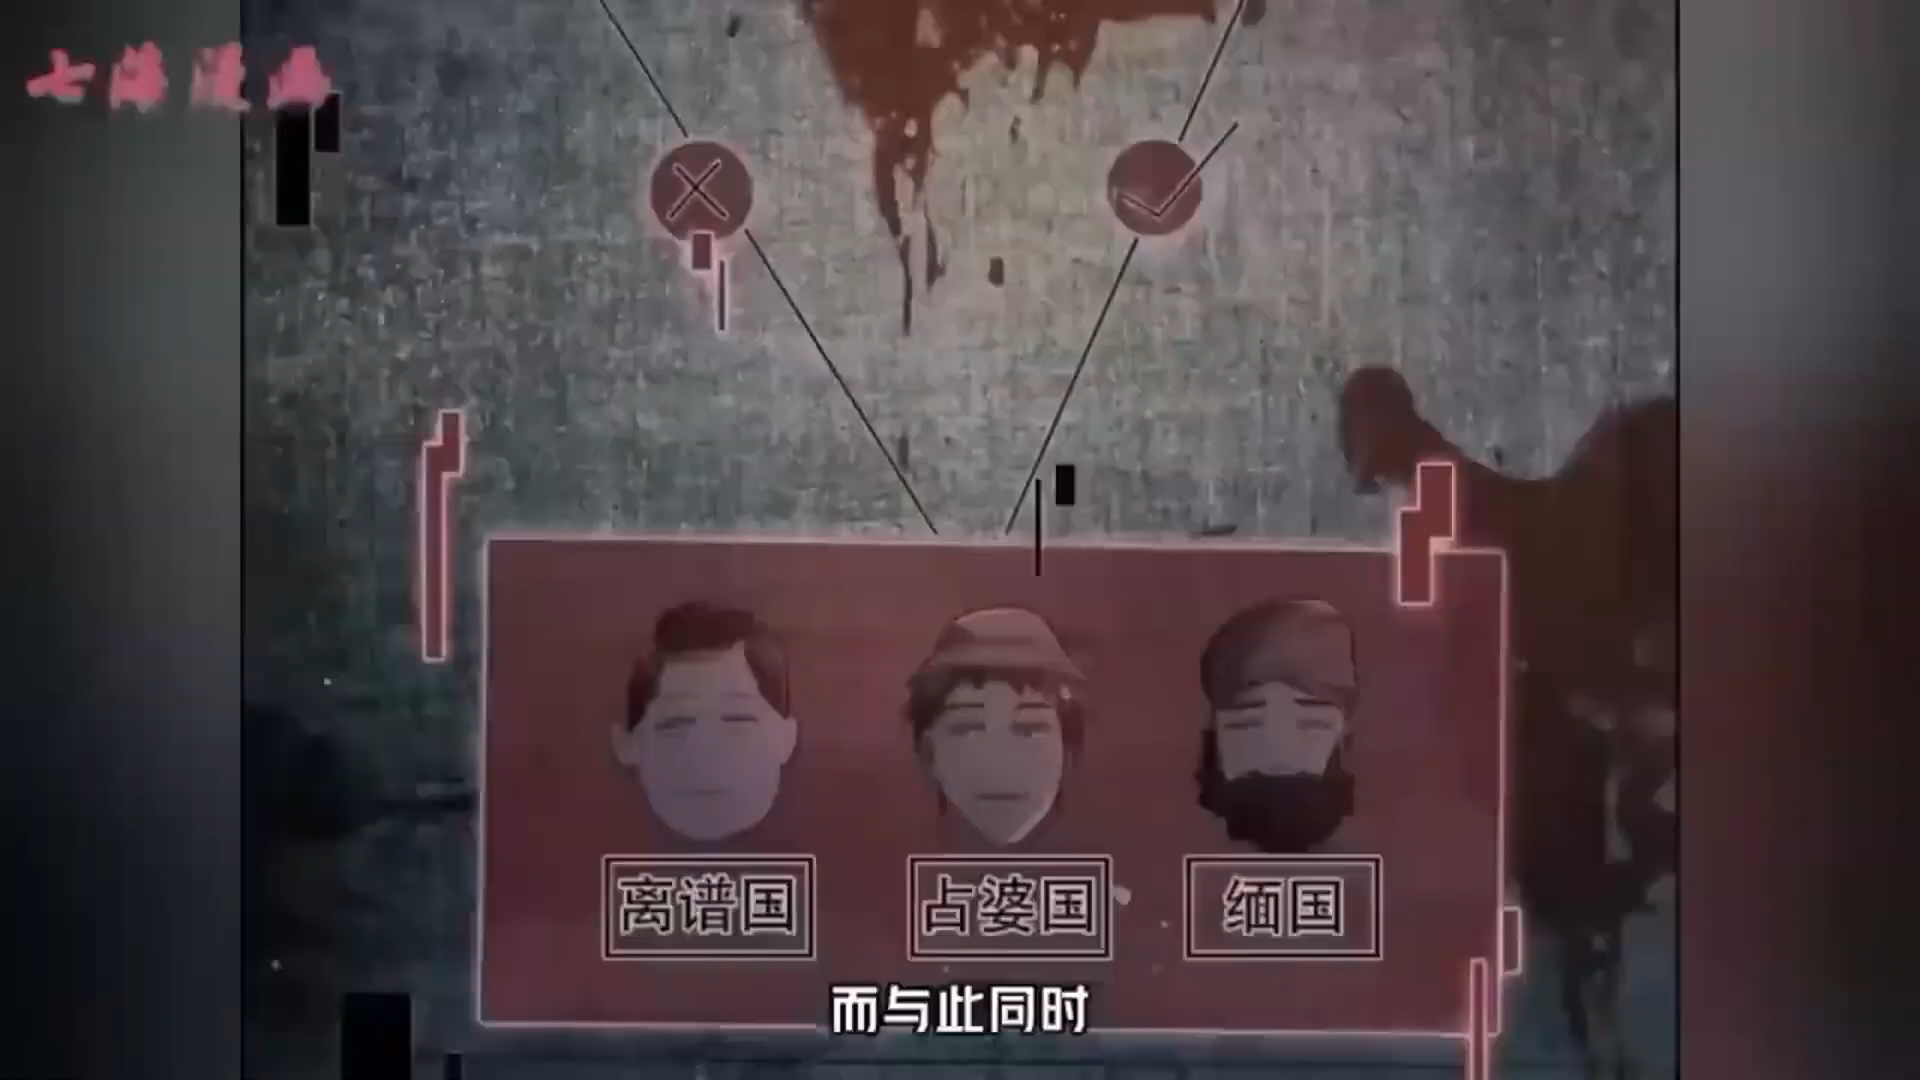 七海漫画
离谱国
占婆国
缅国
而与此同时